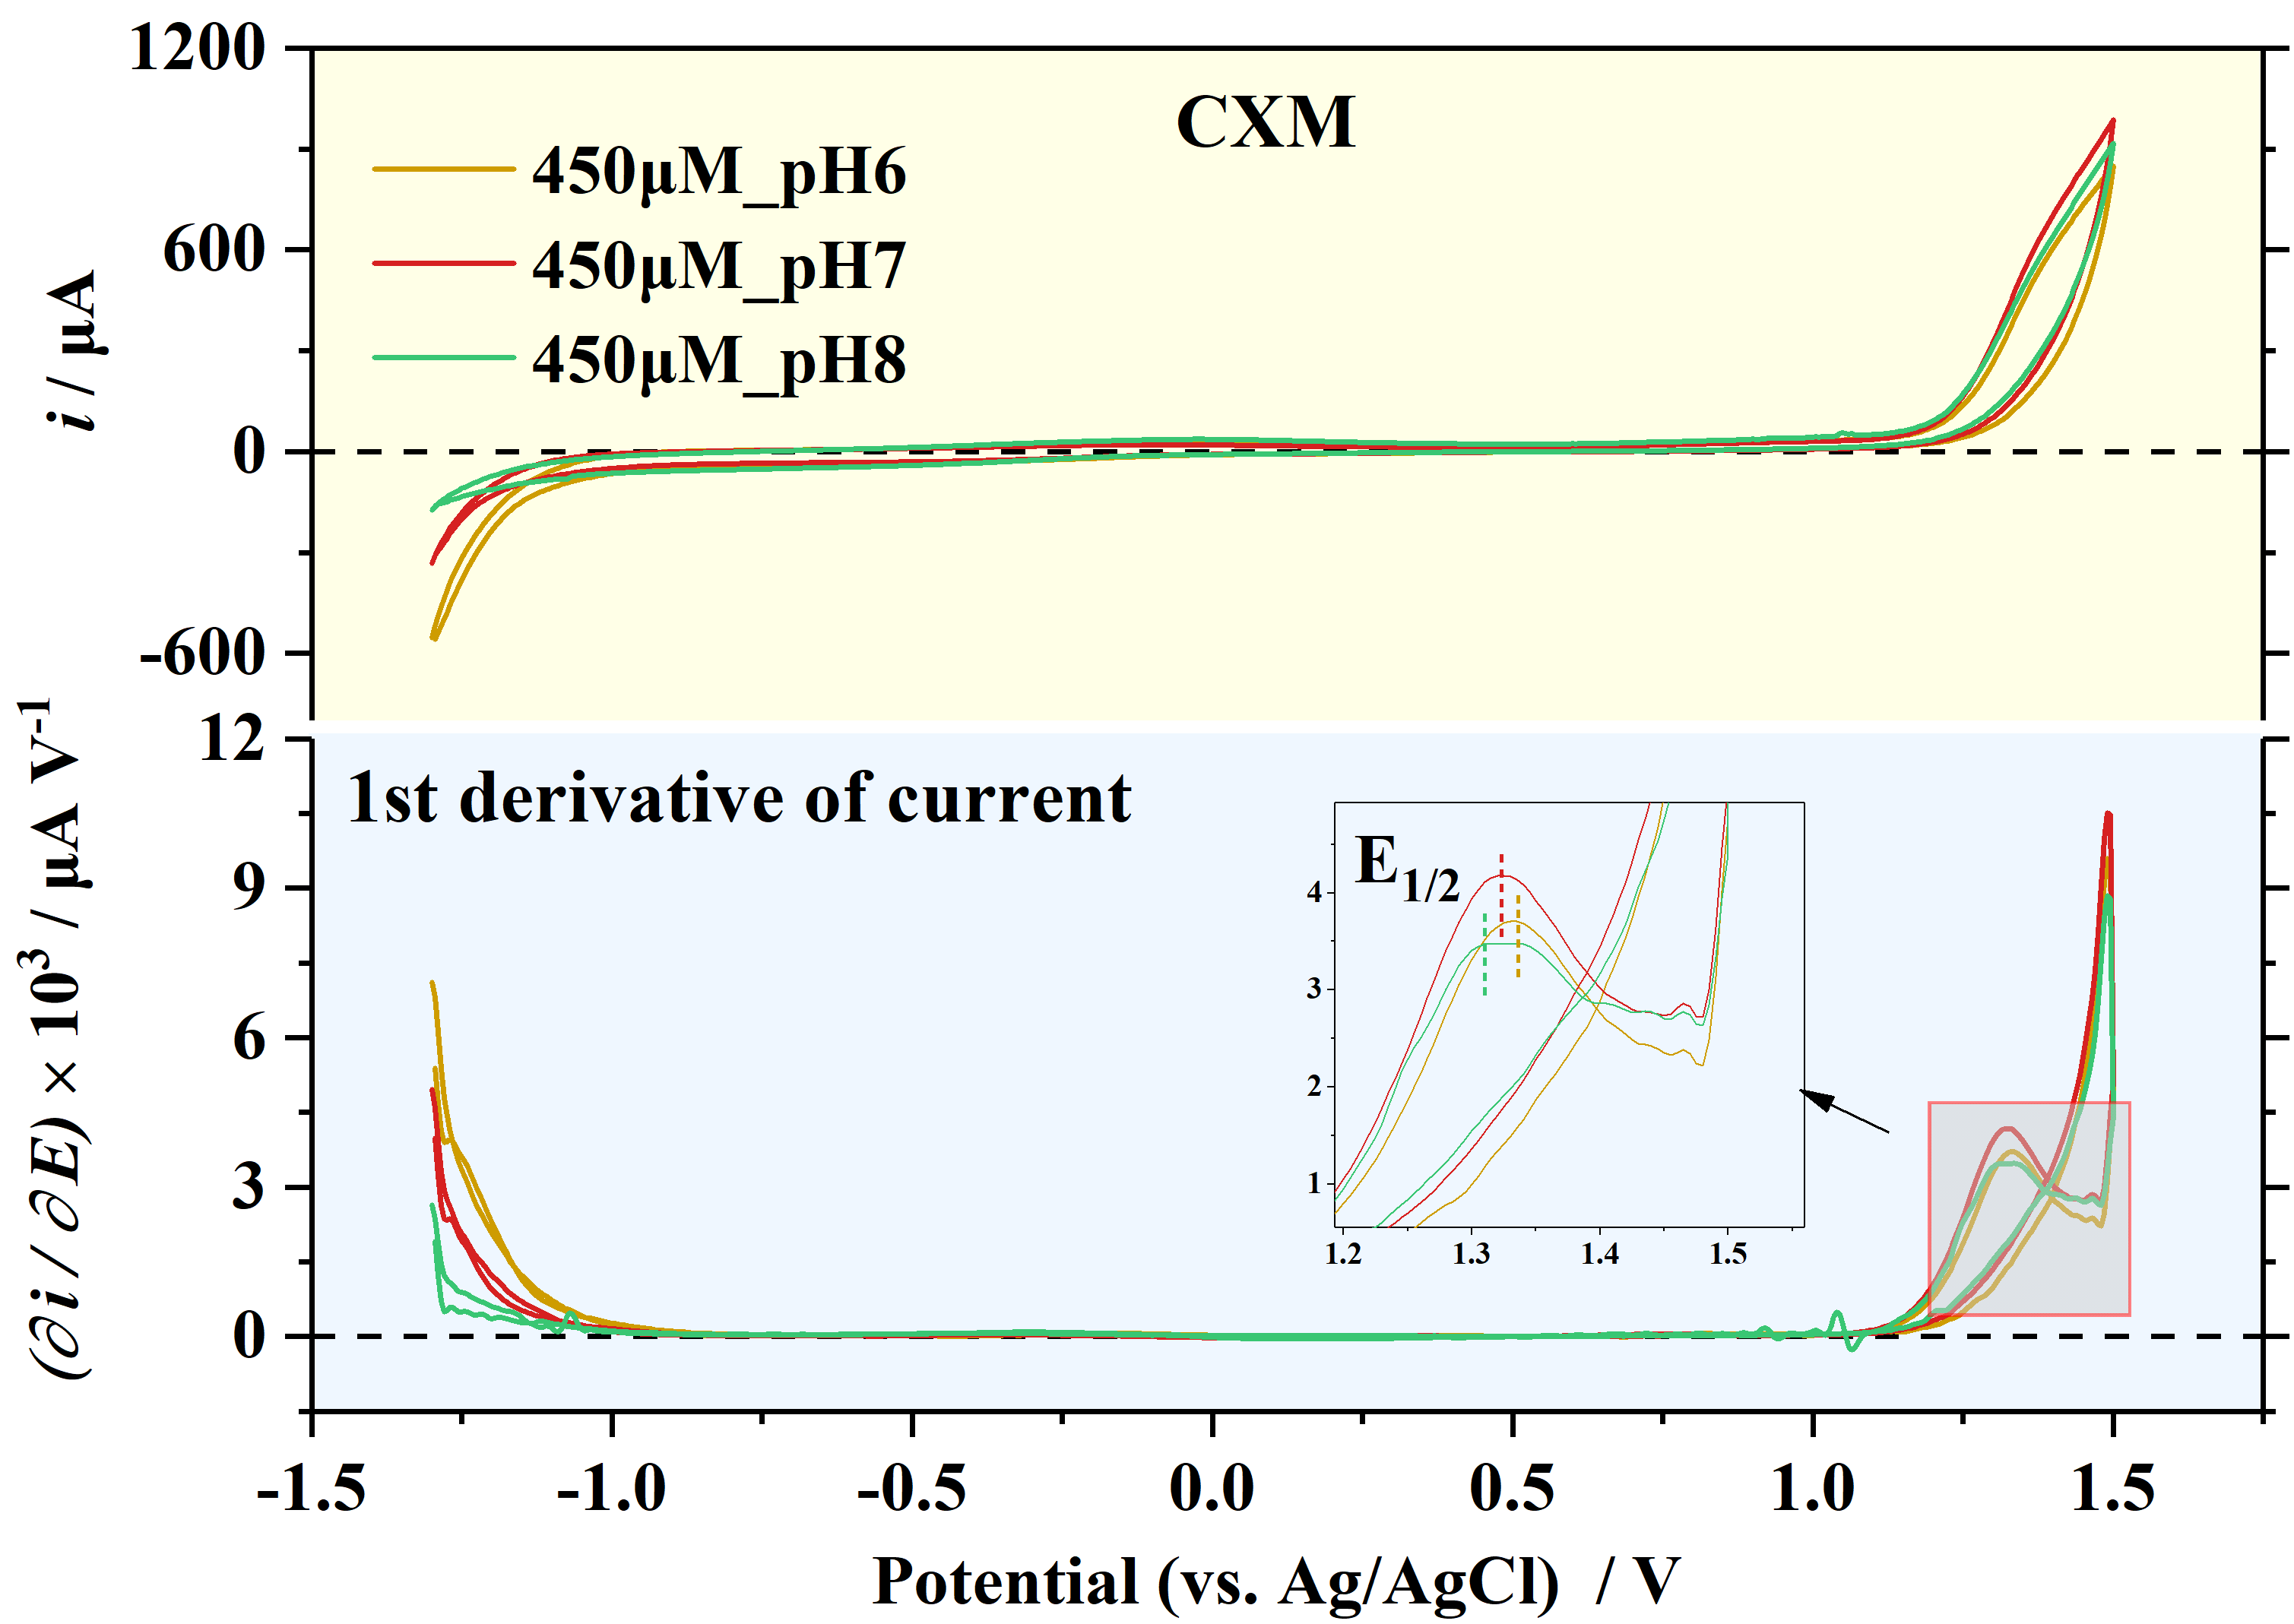 1200
600
0
-600
i / μA
CXM
450μM_pH6
450μM_pH7
450μM_pH8
12
9
6
3
0
(∂i / ∂E) × 10³ / μA V⁻¹
1st derivative of current
E1/2
4
3
2
1
1.2 1.3 1.4 1.5
-1.5 -1.0 -0.5 0.0 0.5 1.0 1.5
Potential (vs. Ag/AgCl) / V